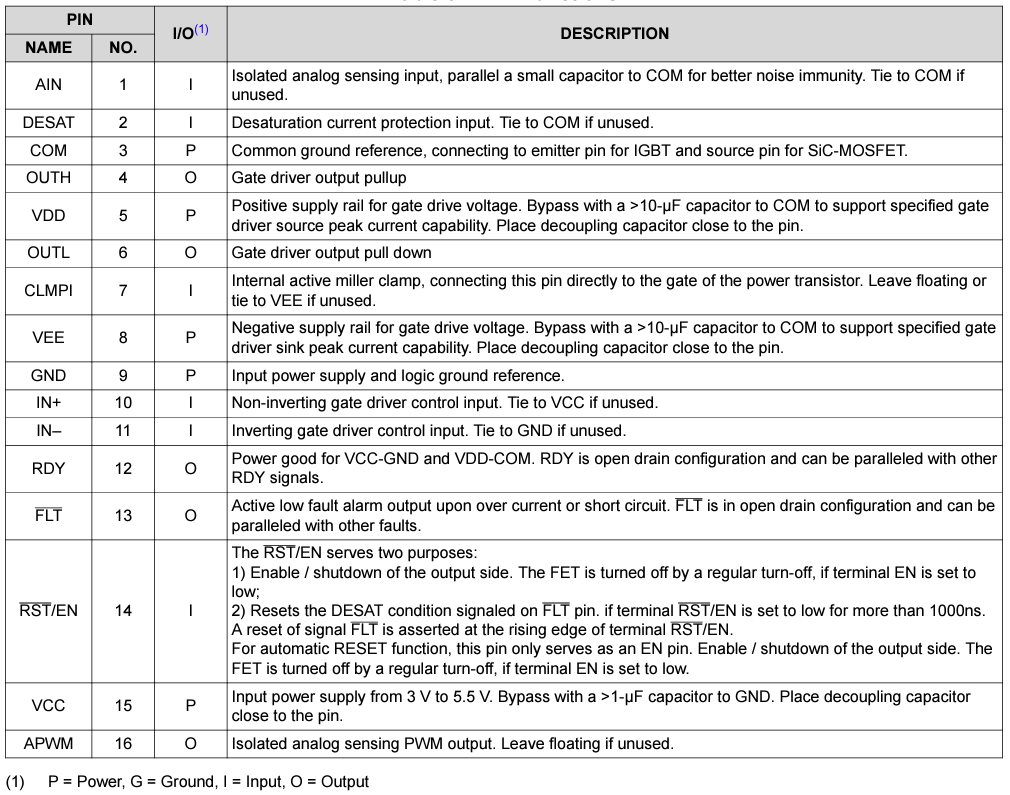 PIN
I/O(1)
DESCRIPTION
NAME
NO.
AIN
1
I
Isolated analog sensing input, parallel a small capacitor to COM for better noise immunity. Tie to COM if
unused.
DESAT
2
I
Desaturation current protection input. Tie to COM if unused.
COM
3
P
Common ground reference, connecting to emitter pin for IGBT and source pin for SiC-MOSFET.
OUTH
4
O
Gate driver output pullup
VDD
5
P
Positive supply rail for gate drive voltage. Bypass with a >10-μF capacitor to COM to support specified gate
driver source peak current capability. Place decoupling capacitor close to the pin.
OUTL
6
O
Gate driver output pull down
CLMPI
7
I
Internal active miller clamp, connecting this pin directly to the gate of the power transistor. Leave floating or
tie to VEE if unused.
VEE
8
P
Negative supply rail for gate drive voltage. Bypass with a >10-μF capacitor to COM to support specified gate
driver sink peak current capability. Place decoupling capacitor close to the pin.
GND
9
P
Input power supply and logic ground reference.
IN+
10
I
Non-inverting gate driver control input. Tie to VCC if unused.
IN–
11
I
Inverting gate driver control input. Tie to GND if unused.
RDY
12
O
Power good for VCC-GND and VDD-COM. RDY is open drain configuration and can be paralleled with other
RDY signals.
F̅L̅T̅
13
O
Active low fault alarm output upon over current or short circuit. F̅L̅T̅ is in open drain configuration and can be
paralleled with other faults.
R̅S̅T̅/EN
14
I
The R̅S̅T̅/EN serves two purposes:
1) Enable / shutdown of the output side. The FET is turned off by a regular turn-off, if terminal EN is set to
low;
2) Resets the DESAT condition signaled on F̅L̅T̅ pin. if terminal R̅S̅T̅/EN is set to low for more than 1000ns.
A reset of signal F̅L̅T̅ is asserted at the rising edge of terminal R̅S̅T̅/EN.
For automatic RESET function, this pin only serves as an EN pin. Enable / shutdown of the output side. The
FET is turned off by a regular turn-off, if terminal EN is set to low.
VCC
15
P
Input power supply from 3 V to 5.5 V. Bypass with a >1-μF capacitor to GND. Place decoupling capacitor
close to the pin.
APWM
16
O
Isolated analog sensing PWM output. Leave floating if unused.
(1) P = Power, G = Ground, I = Input, O = Output